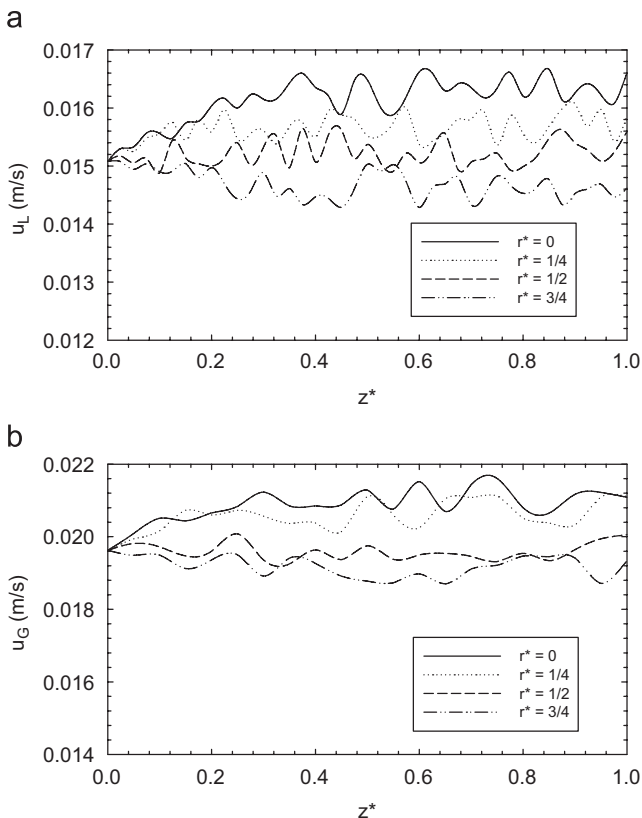 a
0.017
0.016
0.015
0.014
0.013
0.012
u_L (m/s)
r* = 0
r* = 1/4
r* = 1/2
r* = 3/4
0.0 0.2 0.4 0.6 0.8 1.0
z*
b
0.022
0.020
0.018
0.016
0.014
u_G (m/s)
r* = 0
r* = 1/4
r* = 1/2
r* = 3/4
0.0 0.2 0.4 0.6 0.8 1.0
z*